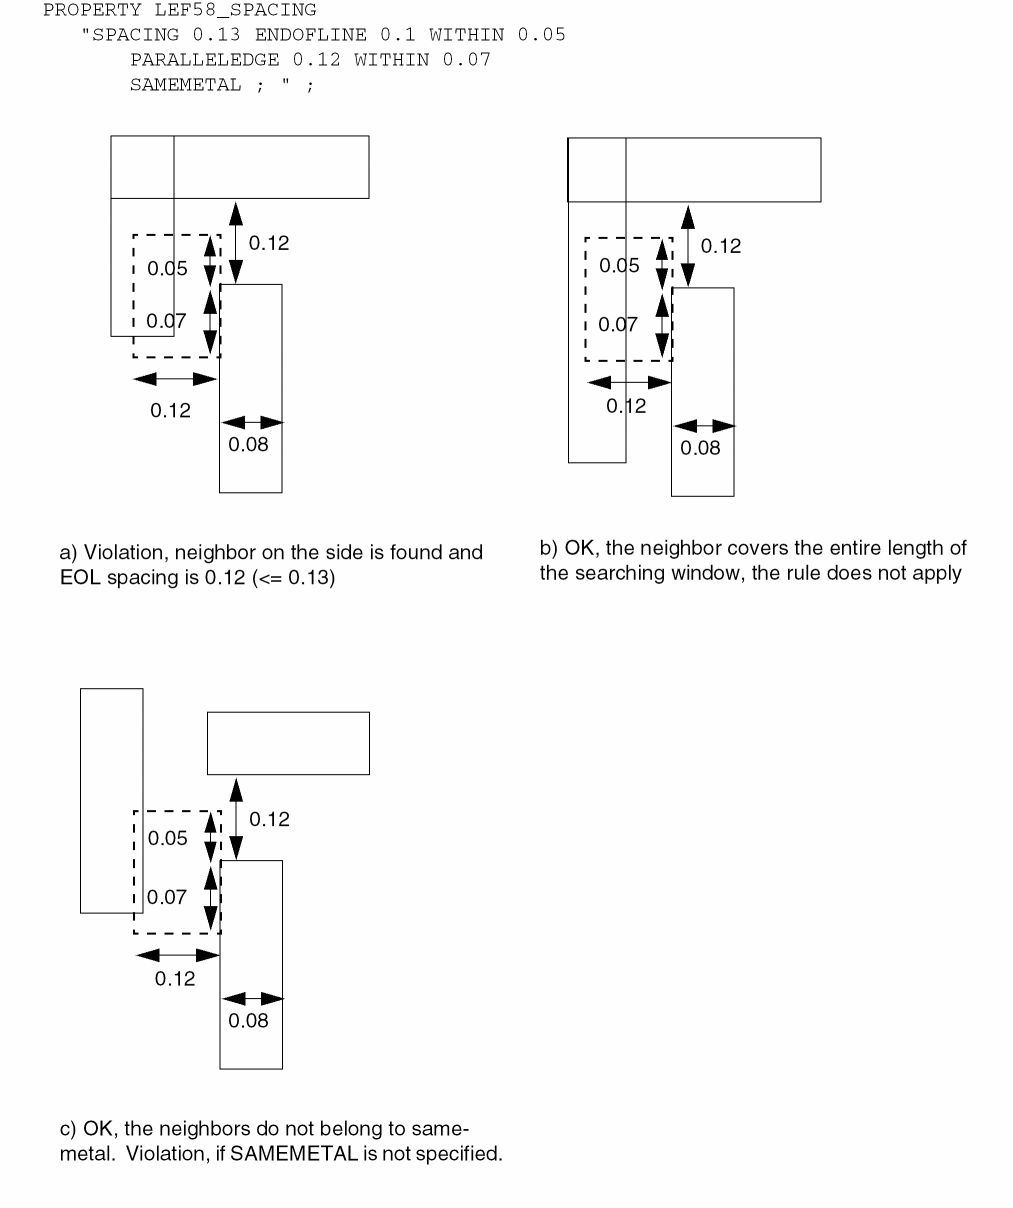 PROPERTY LEF58_SPACING
"SPACING 0.13 ENDOFLINE 0.1 WITHIN 0.05
PARALLELEDGE 0.12 WITHIN 0.07
SAMEMETAL ; " ;
0.12
0.05
0.07
0.12
0.08
0.12
0.05
0.07
0.12
0.08
a) Violation, neighbor on the side is found and
EOL spacing is 0.12 (<= 0.13)
b) OK, the neighbor covers the entire length of
the searching window, the rule does not apply
0.12
0.05
0.07
0.12
0.08
c) OK, the neighbors do not belong to same-
metal.  Violation, if SAMEMETAL is not specified.